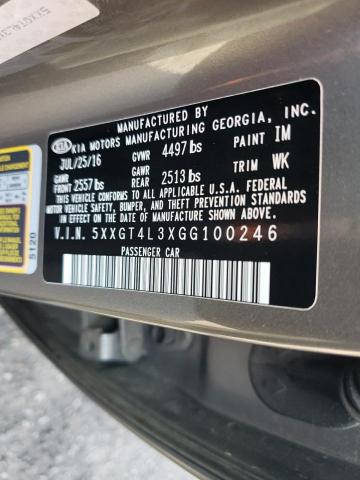 MANUFACTURED BY
KIA KIA MOTORS MANUFACTURING GEORGIA, INC.
JUL/25/16 GVWR 4497 lbs PAINT IM
GAWR FRONT 2557 lbs GAWR REAR 2513 lbs TRIM WK
THIS VEHICLE CONFORMS TO ALL APPLICABLE U.S.A. FEDERAL
MOTOR VEHICLE SAFETY, BUMPER, AND THEFT PREVENTION STANDARDS
IN EFFECT ON THE DATE OF MANUFACTURE SHOWN ABOVE.
V.I.N. 5XXGT4L3XGG100246
PASSENGER CAR
5120